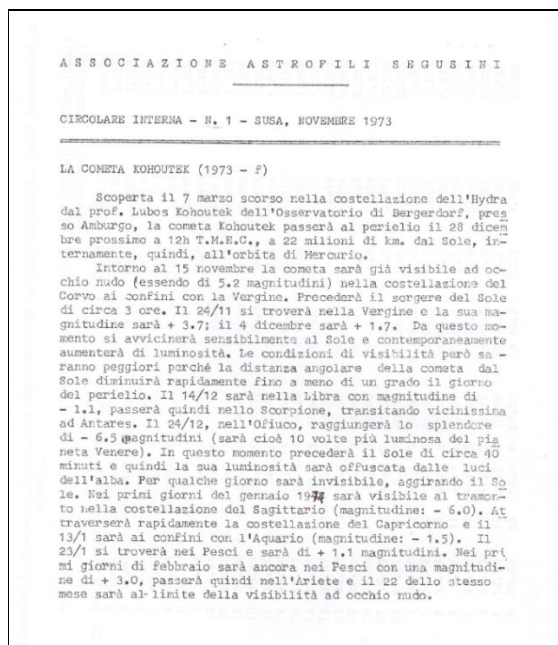 ASSOCIAZIONE ASTROFILI SEGUSINI
CIRCOLARE INTERNA - N. 1 - SUSA, NOVEMBRE 1973
LA COMETA KOHOUTEK (1973 - f)
Scoperta il 7 marzo scorso nella costellazione dell'Hydra
dal prof. Lubos Kohoutek dell'Osservatorio di Bergerdorf, pres
so Amburgo, la cometa Kohoutek passerà al perielio il 28 dicem
bre prossimo a 12h T.M.E.C., a 22 milioni di km. dal Sole, in-
ternamente, quindi, all'orbita di Mercurio.
Intorno al 15 novembre la cometa sarà già visibile ad oc-
chio nudo (essendo di 5.2 magnitudini) nella costellazione del
Corvo ai confini con la Vergine. Precederà il sorgere del Sole
di circa 3 ore. Il 24/11 si troverà nella Vergine e la sua ma-
gnitudine sarà + 3.7; il 4 dicembre sarà + 1.7. Da questo mo-
mento si avvicinerà sensibilmente al Sole e contemporaneamente
aumenterà di luminosità. Le condizioni di visibilità però sa -
ranno peggiori perché la distanza angolare della cometa dal
Sole diminuirà rapidamente fino a meno di un grado il giorno
del perielio. Il 14/12 sarà nella Libra con magnitudine di
- 1.1, passerà quindi nello Scorpione, transitando vicinissima
ad Antares. Il 24/12, nell'Ofiuco, raggiungerà lo splendore
di - 6.5 magnitudini (sarà cioè 10 volte più luminosa del pia
neta Venere). In questo momento precederà il Sole di circa 40
minuti e quindi la sua luminosità sarà offuscata dalle luci
dell'alba. Per qualche giorno sarà invisibile, aggirando il So
le. Nei primi giorni del gennaio 1974 sarà visibile al tramon-
to nella costellazione del Sagittario (magnitudine: - 6.0). At
traverserà rapidamente la costellazione del Capricorno e il
13/1 sarà ai confini con l'Aquario (magnitudine: - 1.5). Il
23/1 si troverà nei Pesci e sarà di + 1.1 magnitudini. Nei pri
mi giorni di febbraio sarà ancora nei Pesci con una magnitudi-
ne di + 3.0, passerà quindi nell'Ariete e il 22 dello stesso
mese sarà al limite della visibilità ad occhio nudo.